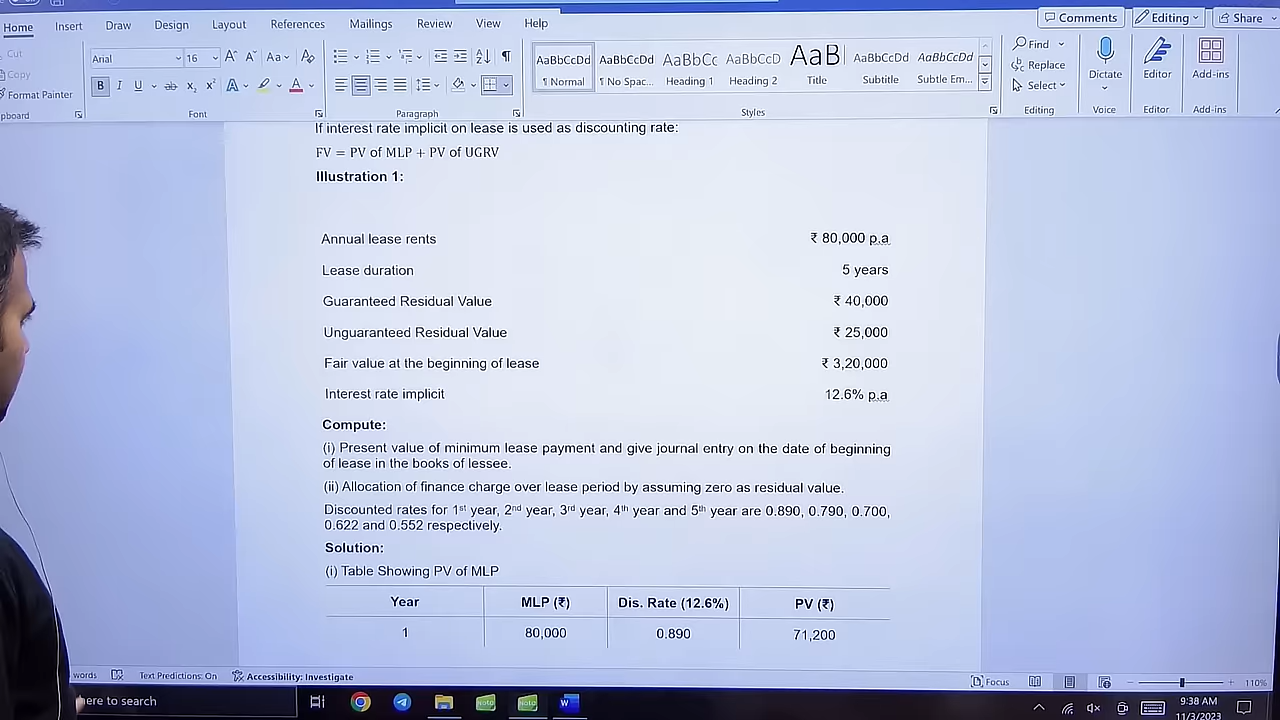 Home Insert Draw Design Layout References Mailings Review View Help Comments Editing Share
Cut
Copy
Format Painter
Arial 16 Aa
B I U ab x₂ x² A A
AaBbCcDd AaBbCcDd AaBbCc AaBbCcD AaB AaBbCcDd AaBbCcDd
¶ Normal ¶ No Spac... Heading 1 Heading 2 Title Subtitle Subtle Em...
Find
Replace
Select
Dictate Editor Add-ins
pboard Font Paragraph Styles Editing Voice Editor Add-ins
If interest rate implicit on lease is used as discounting rate:
FV = PV of MLP + PV of UGRV
Illustration 1:
Annual lease rents ₹ 80,000 p.a
Lease duration 5 years
Guaranteed Residual Value ₹ 40,000
Unguaranteed Residual Value ₹ 25,000
Fair value at the beginning of lease ₹ 3,20,000
Interest rate implicit 12.6% p.a
Compute:
(i) Present value of minimum lease payment and give journal entry on the date of beginning
of lease in the books of lessee.
(ii) Allocation of finance charge over lease period by assuming zero as residual value.
Discounted rates for 1st year, 2nd year, 3rd year, 4th year and 5th year are 0.890, 0.790, 0.700,
0.622 and 0.552 respectively.
Solution:
(i) Table Showing PV of MLP
Year MLP (₹) Dis. Rate (12.6%) PV (₹)
1 80,000 0.890 71,200
words Text Predictions: On Accessibility: Investigate Focus 110%
here to search
9:38 AM
11/3/2023